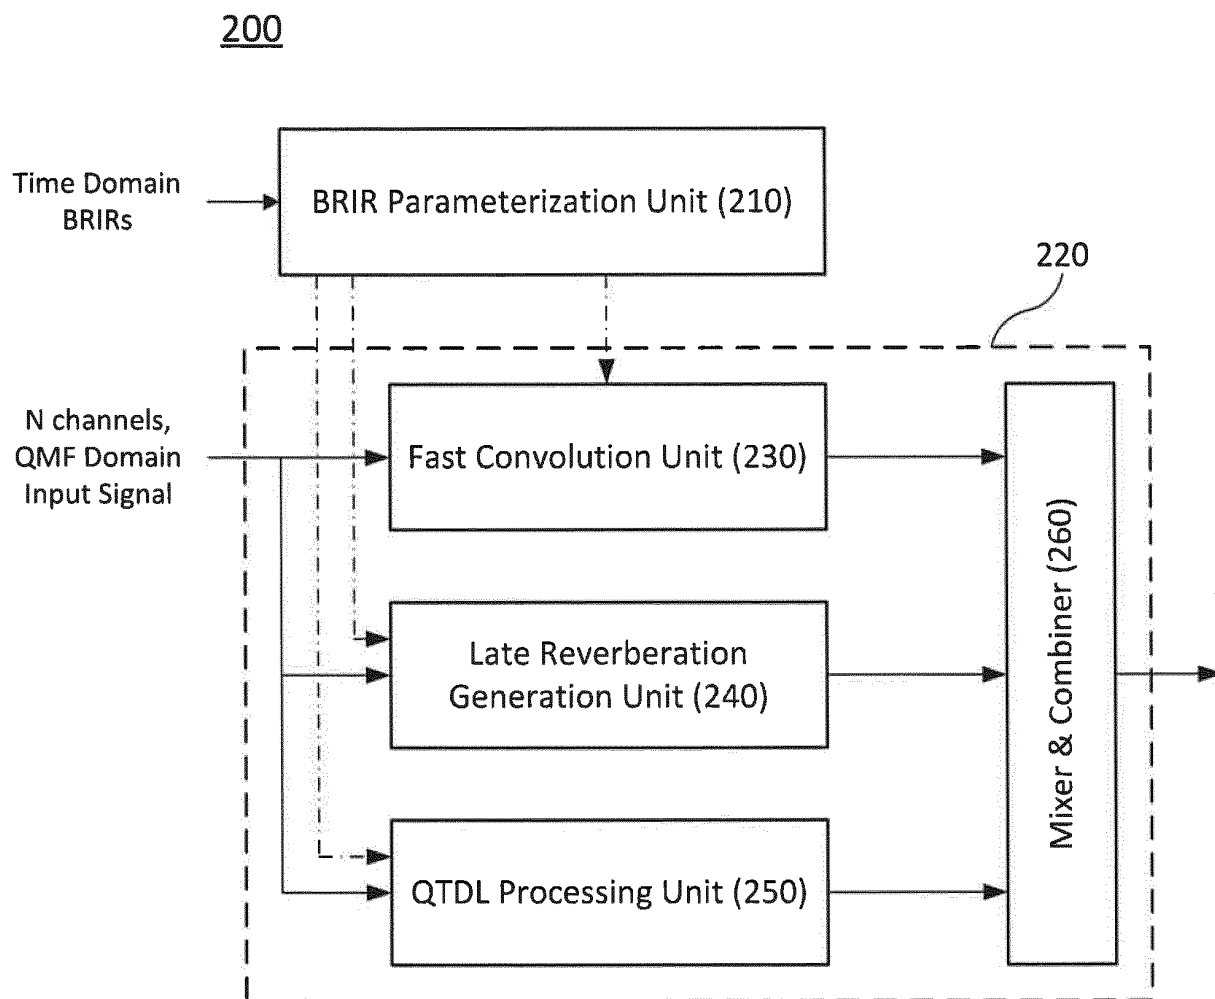 200
Time Domain
BRIRs
BRIR Parameterization Unit (210)
220
N channels,
QMF Domain
Input Signal
Fast Convolution Unit (230)
Late Reverberation
Generation Unit (240)
QTDL Processing Unit (250)
Mixer & Combiner (260)